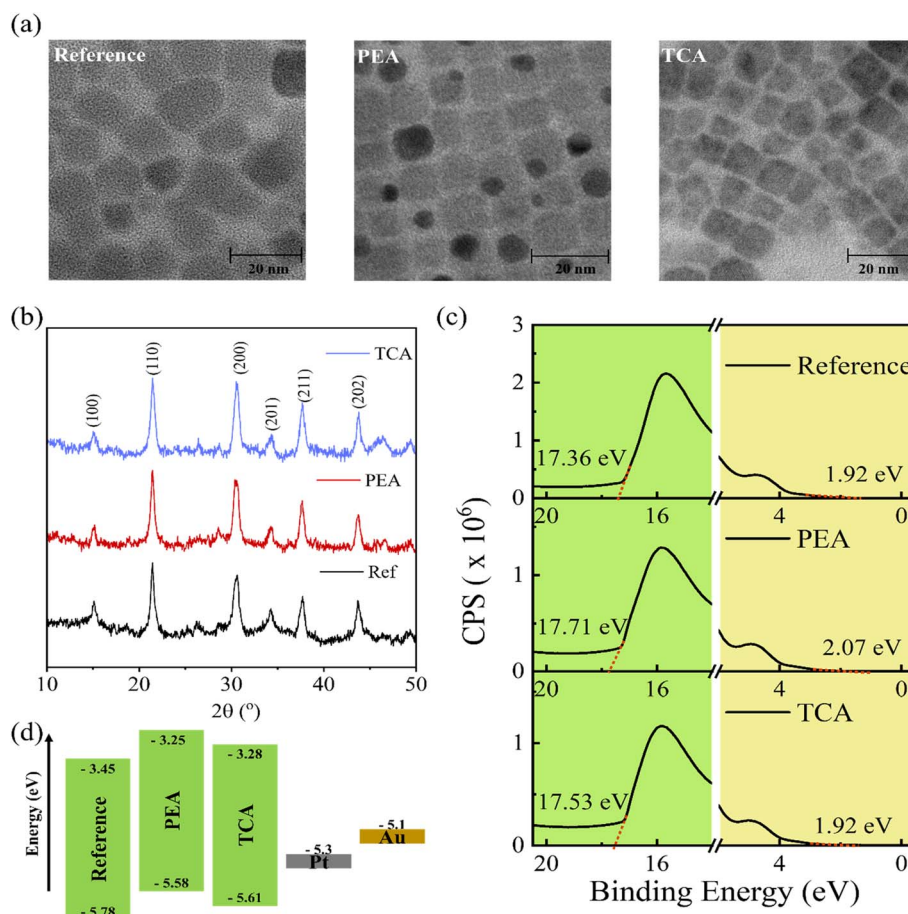 (a)
Reference
PEA
TCA
20 nm
20 nm
20 nm
(b)
TCA
PEA
Ref
(100)
(110)
(200)
(201)
(211)
(202)
10 20 30 40 50
2θ (°)
(c)
3
2
1
0
Reference
17.36 eV
1.92 eV
20 16 4 0
1
0
PEA
17.71 eV
2.07 eV
20 16 4 0
1
0
TCA
17.53 eV
1.92 eV
20 16 4 0
CPS ( x 10⁶)
Binding Energy (eV)
(d)
Energy (eV)
- 3.45
Reference
- 5.78
- 3.25
PEA
- 5.58
- 3.28
TCA
- 5.61
- 5.3
Pt
- 5.1
Au